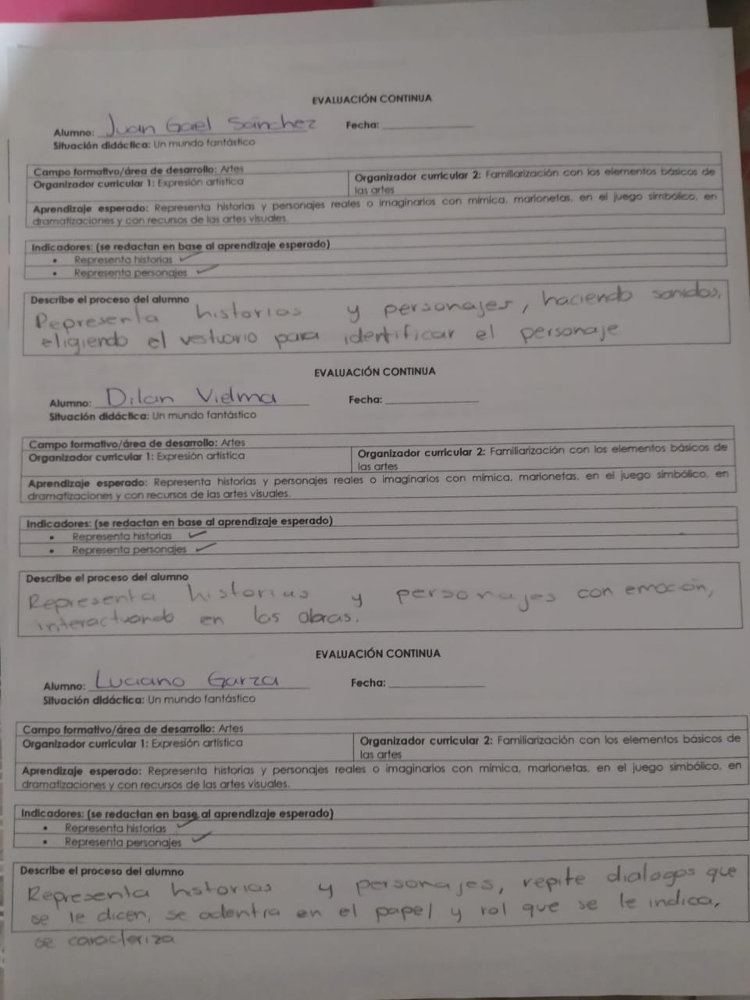 EVALUACIÓN CONTINUA
Alumno: Juan Gael Sánchez Fecha:
Situación didáctica: Un mundo fantástico
Campo formativo/área de desarrollo: Artes
Organizador curricular 1: Expresión artística
Organizador curricular 2: Familiarización con los elementos básicos de
las artes
Aprendizaje esperado: Representa historias y personajes reales o imaginarios con mímica, marionetas, en el juego simbólico, en
dramatizaciones y con recursos de las artes visuales.
Indicadores: (se redactan en base al aprendizaje esperado)
• Representa historias ✓
• Representa personajes ✓
Describe el proceso del alumno
Representa historias y personajes, haciendo sonidos,
eligiendo el vestuario para identificar el personaje
EVALUACIÓN CONTINUA
Alumno: Dilan Vielma Fecha:
Situación didáctica: Un mundo fantástico
Campo formativo/área de desarrollo: Artes
Organizador curricular 1: Expresión artística
Organizador curricular 2: Familiarización con los elementos básicos de
las artes
Aprendizaje esperado: Representa historias y personajes reales o imaginarios con mímica, marionetas, en el juego simbólico, en
dramatizaciones y con recursos de las artes visuales.
Indicadores: (se redactan en base al aprendizaje esperado)
• Representa historias ✓
• Representa personajes ✓
Describe el proceso del alumno
Representa historias y personajes con emoción,
interactuando en las obras.
EVALUACIÓN CONTINUA
Alumno: Luciano Garza Fecha:
Situación didáctica: Un mundo fantástico
Campo formativo/área de desarrollo: Artes
Organizador curricular 1: Expresión artística
Organizador curricular 2: Familiarización con los elementos básicos de
las artes
Aprendizaje esperado: Representa historias y personajes reales o imaginarios con mímica, marionetas, en el juego simbólico, en
dramatizaciones y con recursos de las artes visuales.
Indicadores: (se redactan en base al aprendizaje esperado)
• Representa historias ✓
• Representa personajes ✓
Describe el proceso del alumno
Representa historias y personajes, repite dialogos que
se le dicen, se adentra en el papel y rol que se le indica,
se caracteriza